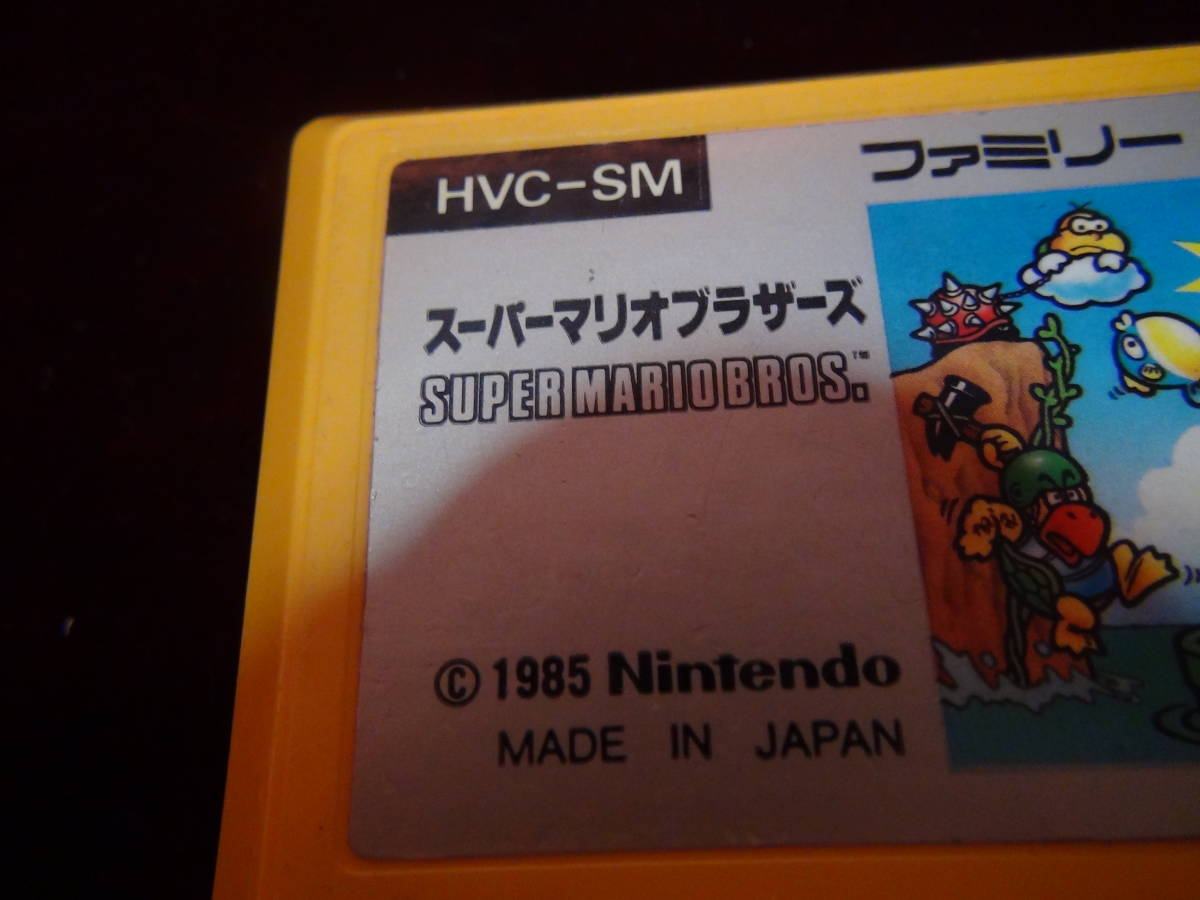 HVC-SM
ファミリー
スーパーマリオブラザーズ
SUPER MARIO BROS.™
© 1985 Nintendo
MADE IN JAPAN